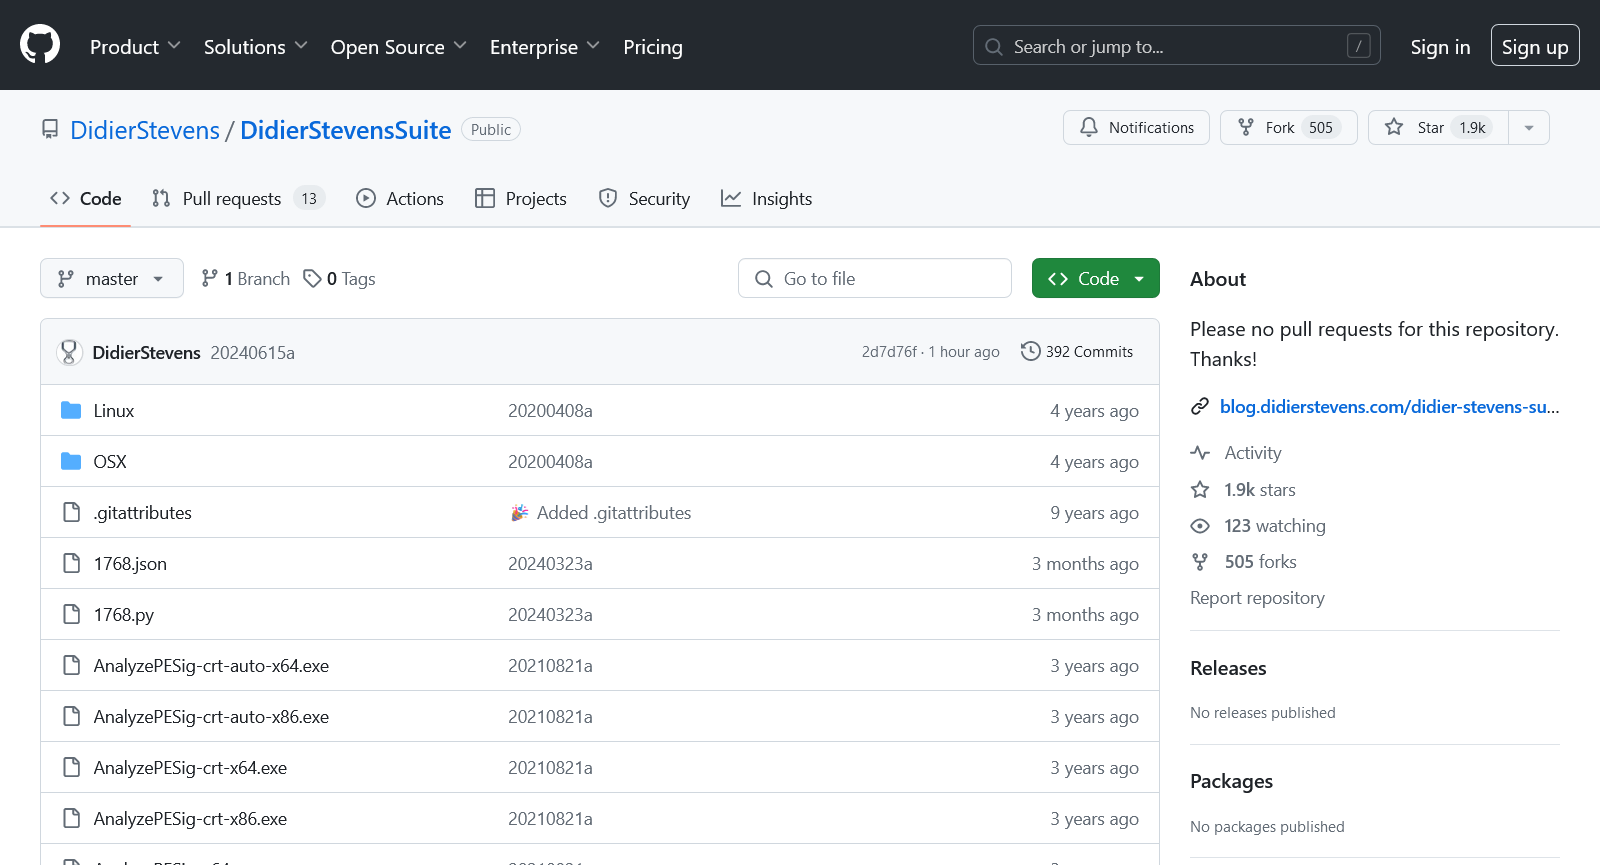 Product Solutions Open Source Enterprise Pricing Search or jump to... / Sign in Sign up
DidierStevens / DidierStevensSuite Public Notifications Fork 505 Star 1.9k
Code Pull requests 13 Actions Projects Security Insights
master 1 Branch 0 Tags Go to file Code
DidierStevens 20240615a 2d7d76f · 1 hour ago 392 Commits
Linux 20200408a 4 years ago
OSX 20200408a 4 years ago
.gitattributes 🎉 Added .gitattributes 9 years ago
1768.json 20240323a 3 months ago
1768.py 20240323a 3 months ago
AnalyzePESig-crt-auto-x64.exe 20210821a 3 years ago
AnalyzePESig-crt-auto-x86.exe 20210821a 3 years ago
AnalyzePESig-crt-x64.exe 20210821a 3 years ago
AnalyzePESig-crt-x86.exe 20210821a 3 years ago
About
Please no pull requests for this repository.
Thanks!
blog.didierstevens.com/didier-stevens-su...
Activity
1.9k stars
123 watching
505 forks
Report repository
Releases
No releases published
Packages
No packages published